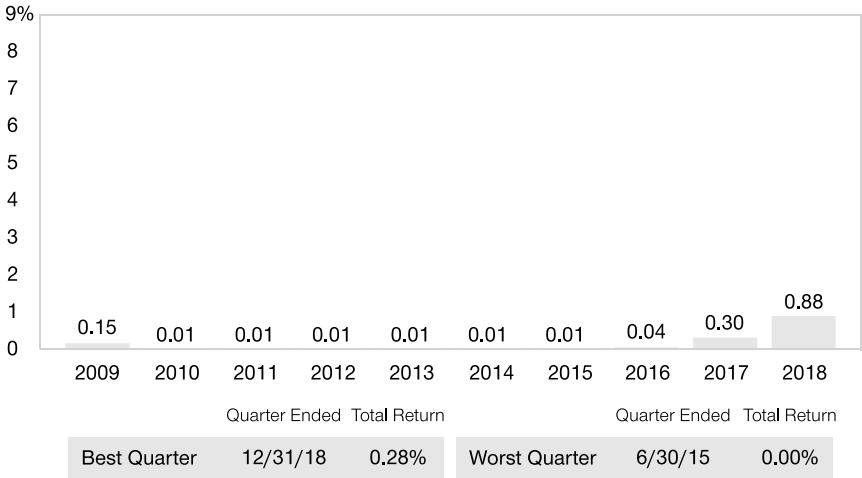 9%
8
7
6
5
4
3
2
1
0
0.15 0.01 0.01 0.01 0.01 0.01 0.01 0.04 0.30 0.88
2009 2010 2011 2012 2013 2014 2015 2016 2017 2018
Quarter Ended Total Return Quarter Ended Total Return
Best Quarter 12/31/18 0.28% Worst Quarter 6/30/15 0.00%